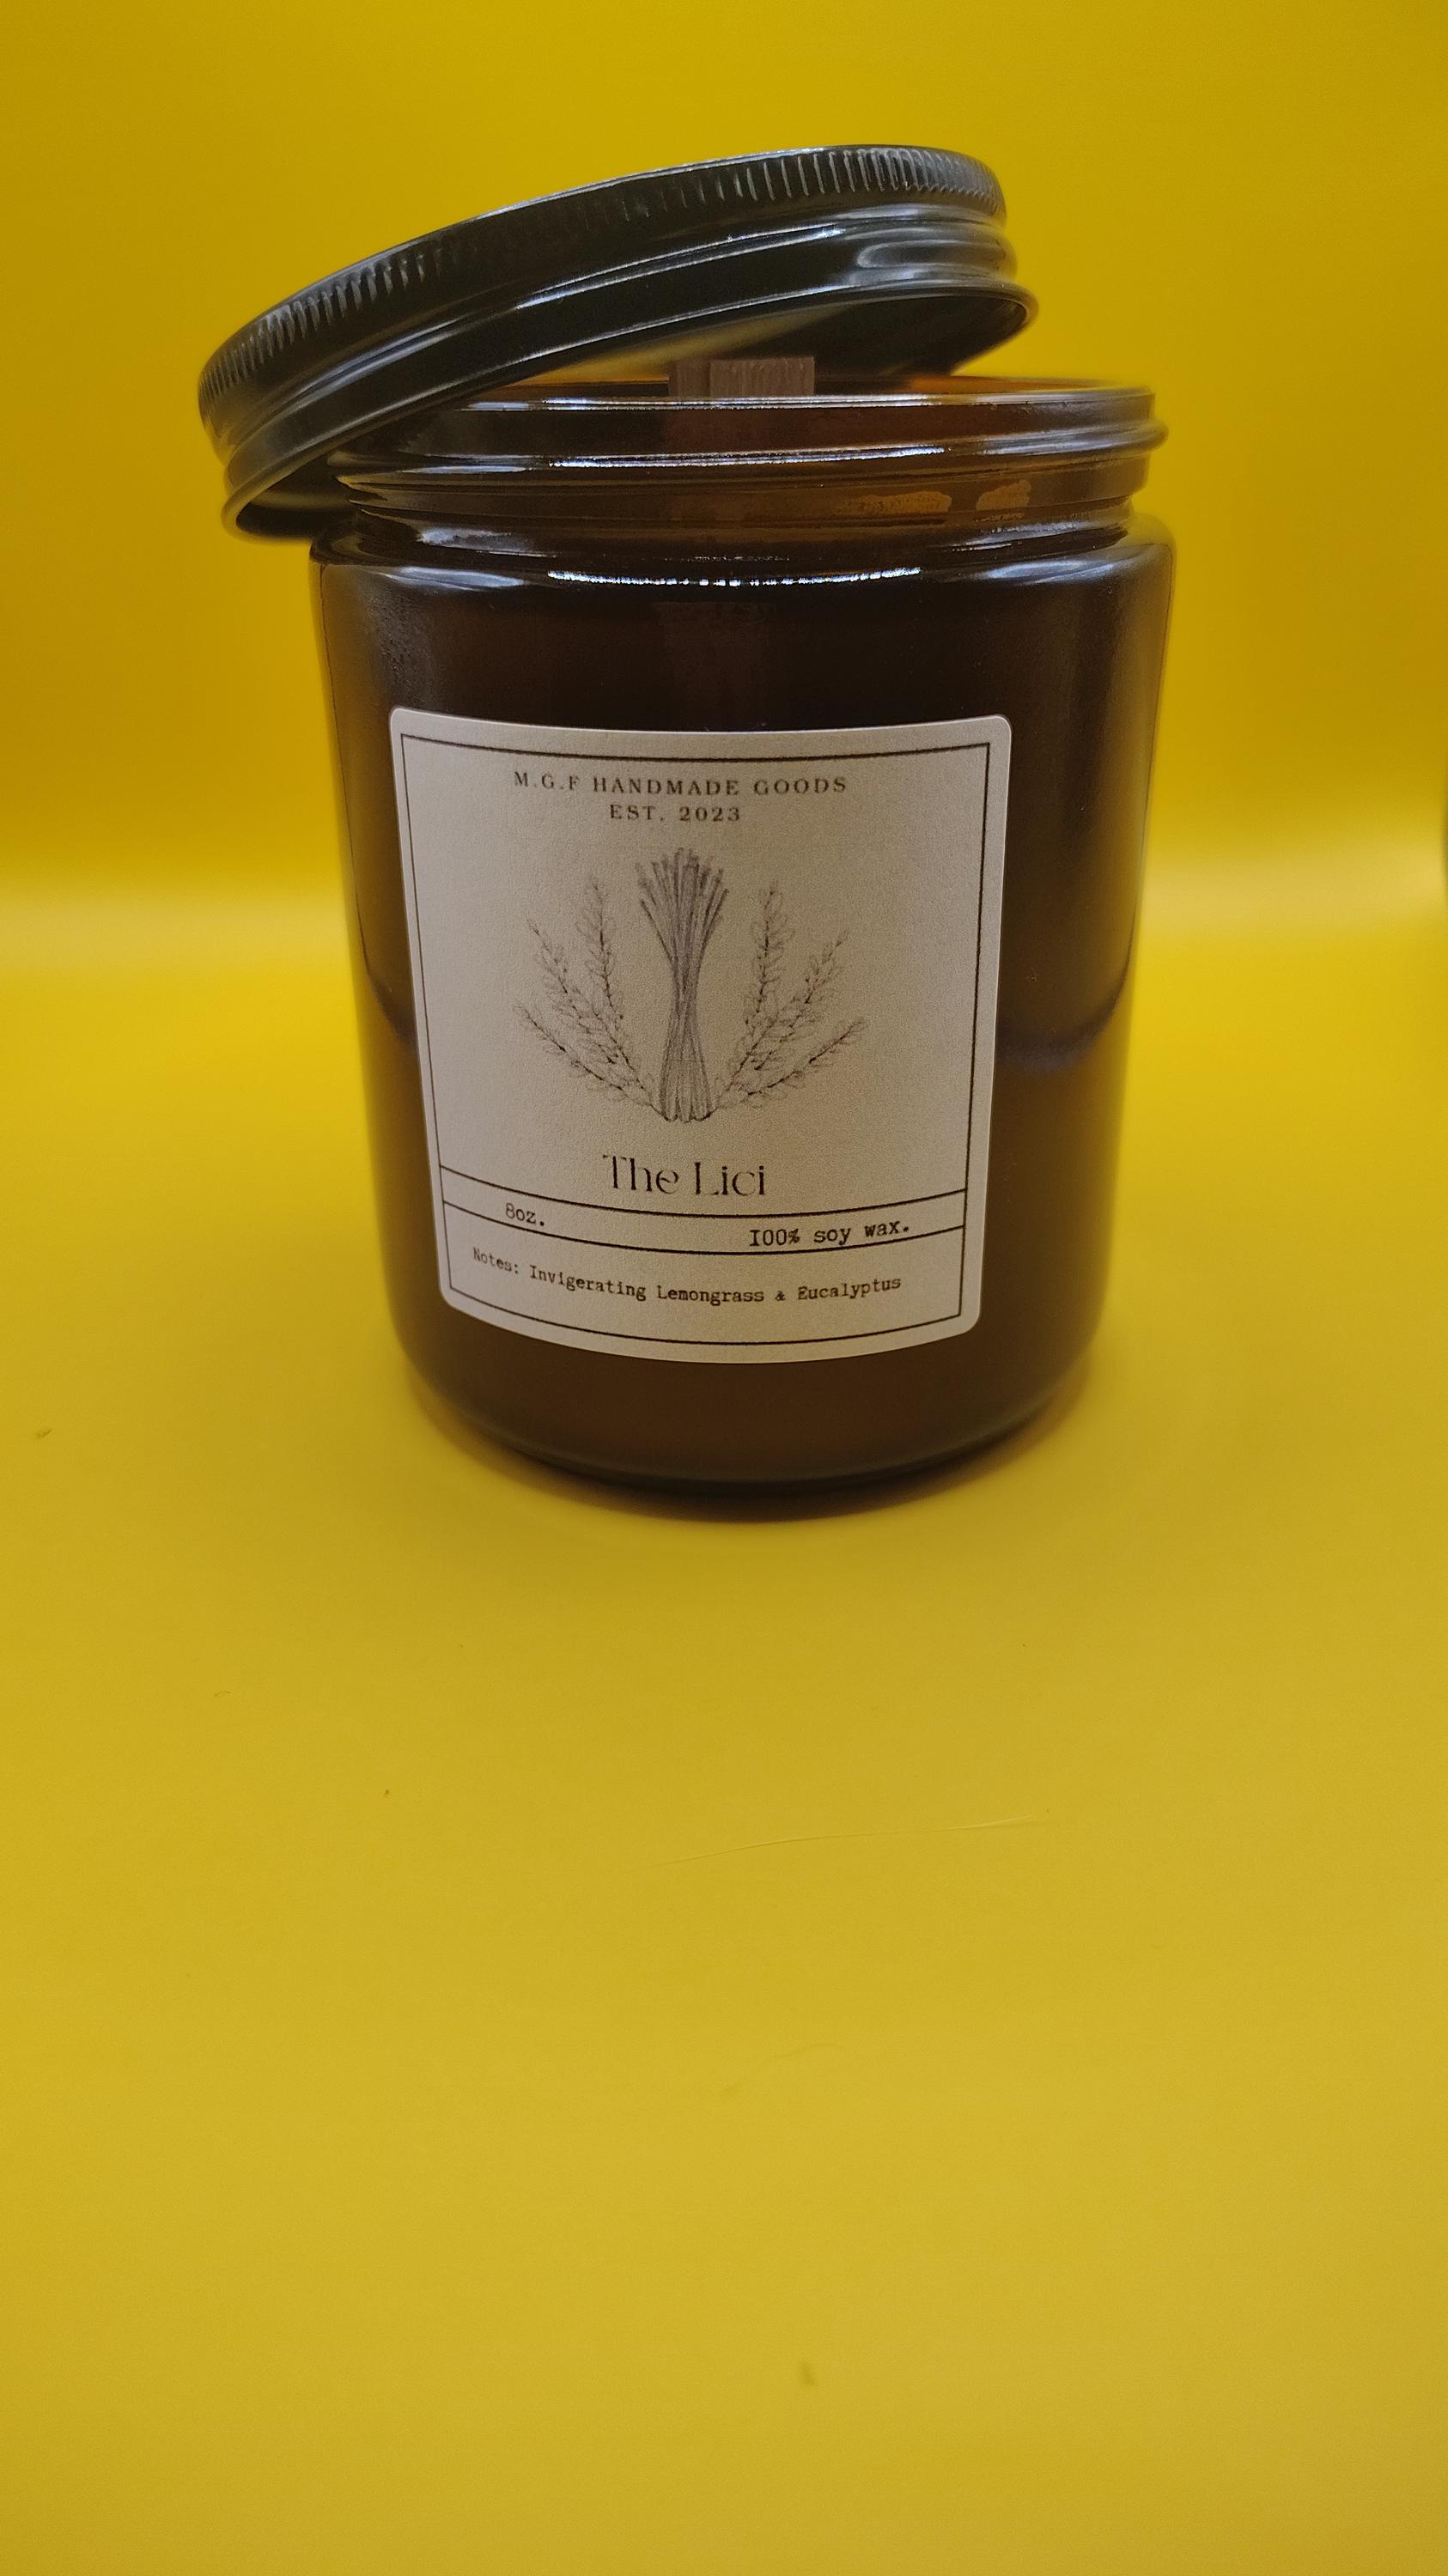 M.G.F HANDMADE GOODS
EST. 2023
The Lici
8oz.
100% soy wax.
Notes: Invigerating Lemongrass & Eucalyptus